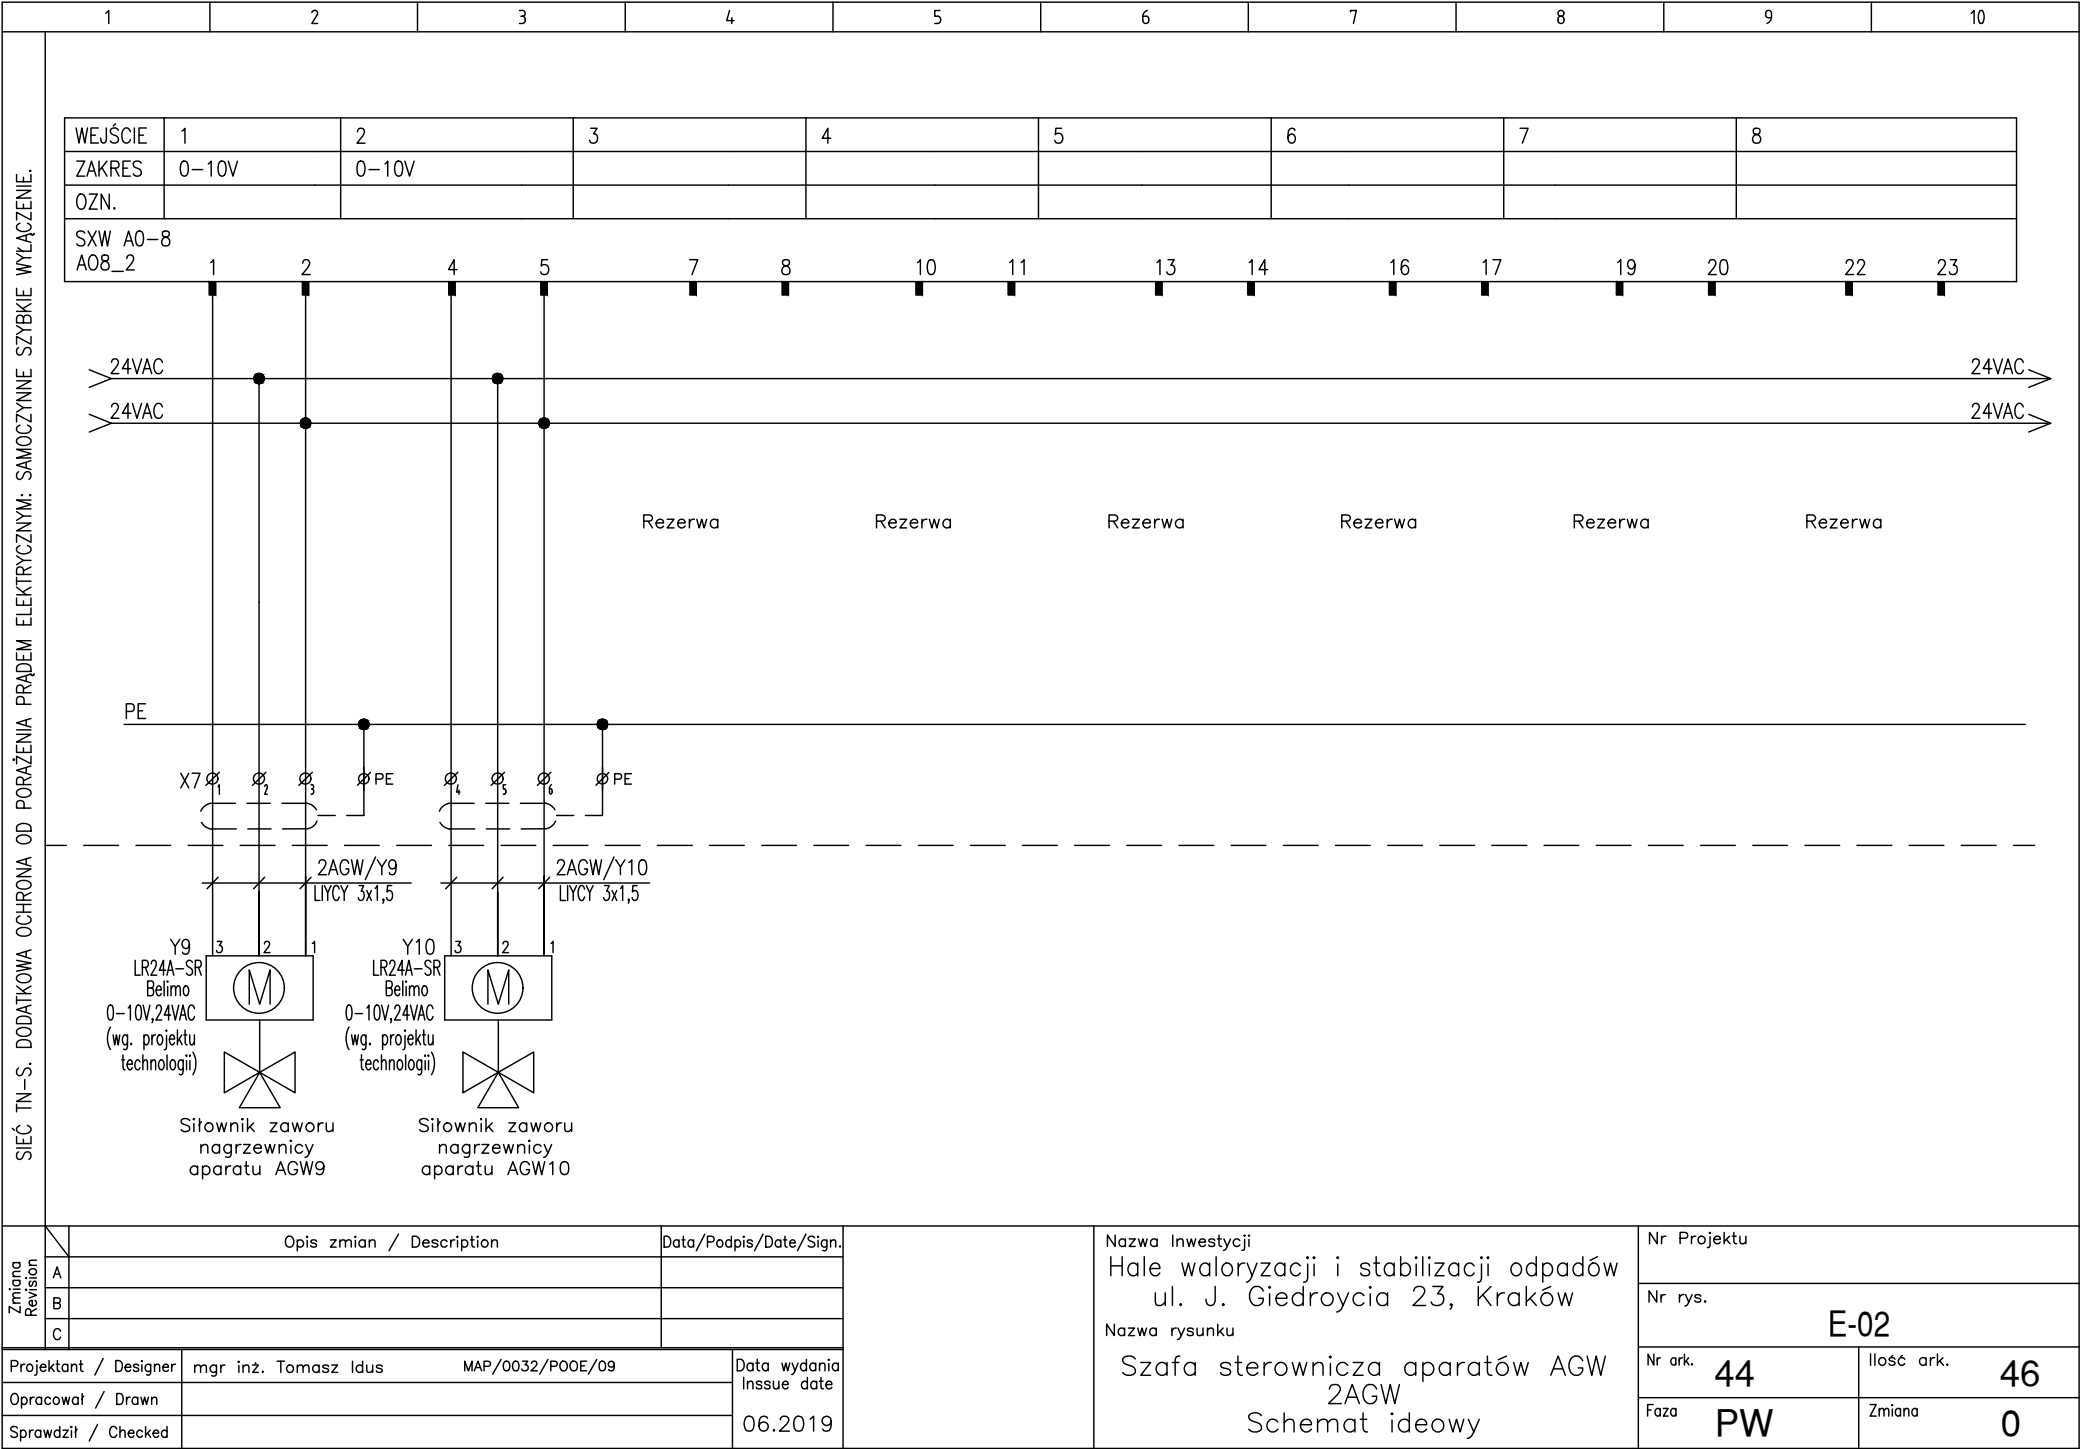 1 2 3 4 5 6 7 8 9 10
SIEĆ TN-S. DODATKOWA OCHRONA OD PORAŻENIA PRĄDEM ELEKTRYCZNYM: SAMOCZYNNE SZYBKIE WYŁĄCZENIE.
WEJŚCIE 1 2 3 4 5 6 7 8
ZAKRES 0-10V 0-10V
OZN.
SXW AO-8
AO8_2
1 2 4 5 7 8 10 11 13 14 16 17 19 20 22 23
24VAC 24VAC
24VAC 24VAC
Rezerwa Rezerwa Rezerwa Rezerwa Rezerwa Rezerwa
PE
X7 1 2 3 PE 4 5 6 PE
2AGW/Y9 2AGW/Y10
LIYCY 3x1,5 LIYCY 3x1,5
Y9 3 2 1 Y10 3 2 1
LR24A-SR LR24A-SR
Belimo M Belimo M
0-10V,24VAC 0-10V,24VAC
(wg. projektu (wg. projektu
technologii) technologii)
Siłownik zaworu Siłownik zaworu
nagrzewnicy nagrzewnicy
aparatu AGW9 aparatu AGW10
Zmiana
Revision
Opis zmian / Description Data/Podpis/Date/Sign.
A
B
C
Projektant / Designer mgr inż. Tomasz Idus MAP/0032/POOE/09
Opracował / Drawn
Sprawdził / Checked
Data wydania
Inssue date
06.2019
Nazwa Inwestycji
Hale waloryzacji i stabilizacji odpadów
ul. J. Giedroycia 23, Kraków
Nazwa rysunku
Szafa sterownicza aparatów AGW
2AGW
Schemat ideowy
Nr Projektu
Nr rys.
E-02
Nr ark. 44 Ilość ark. 46
Faza PW Zmiana 0